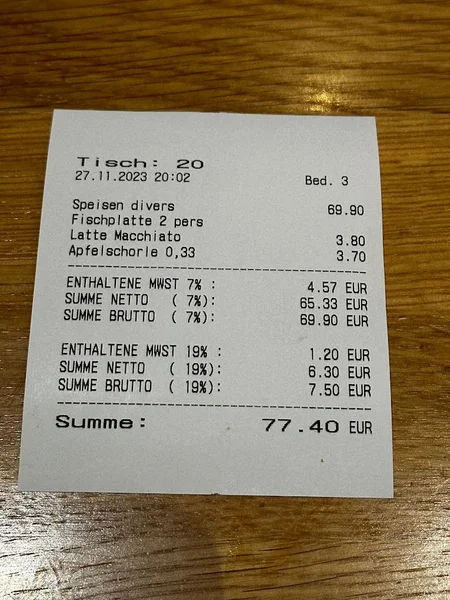 Tisch: 20
27.11.2023 20:02 Bed. 3
Speisen divers 69.90
Fischplatte 2 pers
Latte Macchiato 3.80
Apfelschorle 0,33 3.70
ENTHALTENE MWST 7% : 4.57 EUR
SUMME NETTO ( 7%): 65.33 EUR
SUMME BRUTTO ( 7%): 69.90 EUR
ENTHALTENE MWST 19% : 1.20 EUR
SUMME NETTO ( 19%): 6.30 EUR
SUMME BRUTTO ( 19%): 7.50 EUR
Summe: 77.40 EUR